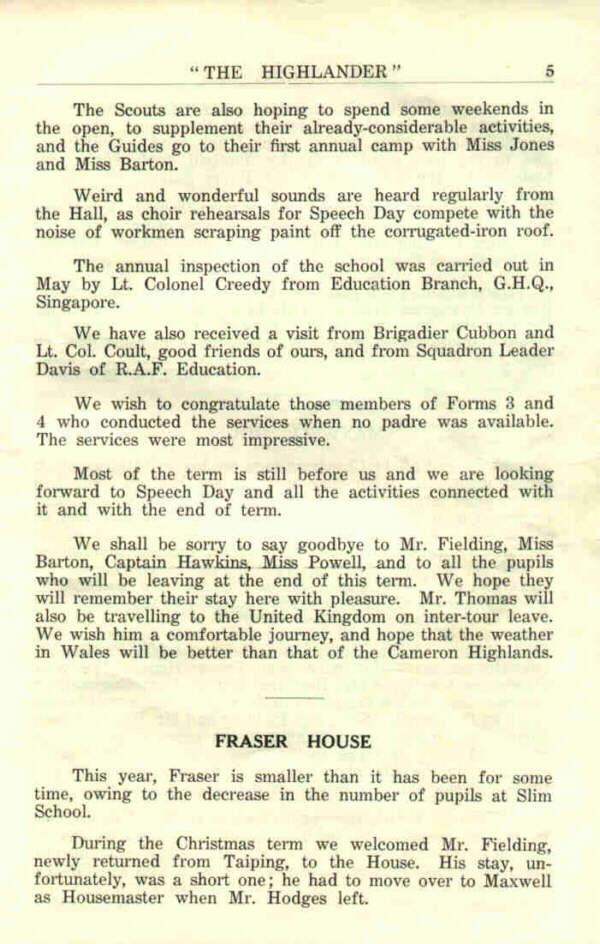 "THE HIGHLANDER" 5
The Scouts are also hoping to spend some weekends in
the open, to supplement their already-considerable activities,
and the Guides go to their first annual camp with Miss Jones
and Miss Barton.
Weird and wonderful sounds are heard regularly from
the Hall, as choir rehearsals for Speech Day compete with the
noise of workmen scraping paint off the corrugated-iron roof.
The annual inspection of the school was carried out in
May by Lt. Colonel Creedy from Education Branch, G.H.Q.,
Singapore.
We have also received a visit from Brigadier Cubbon and
Lt. Col. Coult, good friends of ours, and from Squadron Leader
Davis of R.A.F. Education.
We wish to congratulate those members of Forms 3 and
4 who conducted the services when no padre was available.
The services were most impressive.
Most of the term is still before us and we are looking
forward to Speech Day and all the activities connected with
it and with the end of term.
We shall be sorry to say goodbye to Mr. Fielding, Miss
Barton, Captain Hawkins, Miss Powell, and to all the pupils
who will be leaving at the end of this term. We hope they
will remember their stay here with pleasure. Mr. Thomas will
also be travelling to the United Kingdom on inter-tour leave.
We wish him a comfortable journey, and hope that the weather
in Wales will be better than that of the Cameron Highlands.
FRASER HOUSE
This year, Fraser is smaller than it has been for some
time, owing to the decrease in the number of pupils at Slim
School.
During the Christmas term we welcomed Mr. Fielding,
newly returned from Taiping, to the House. His stay, un-
fortunately, was a short one; he had to move over to Maxwell
as Housemaster when Mr. Hodges left.